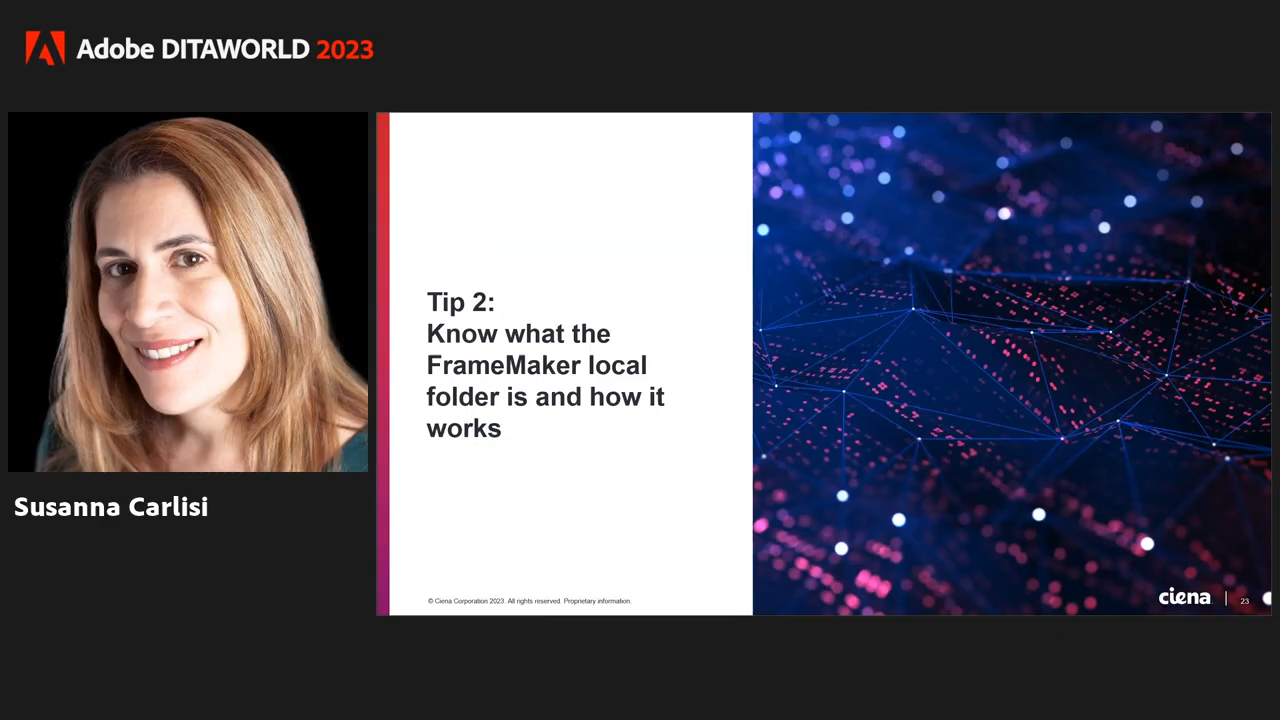 Adobe DITAWORLD 2023
Tip 2:
Know what the
FrameMaker local
folder is and how it
works
Susanna Carlisi
© Ciena Corporation 2023. All rights reserved. Proprietary information.
ciena | 23